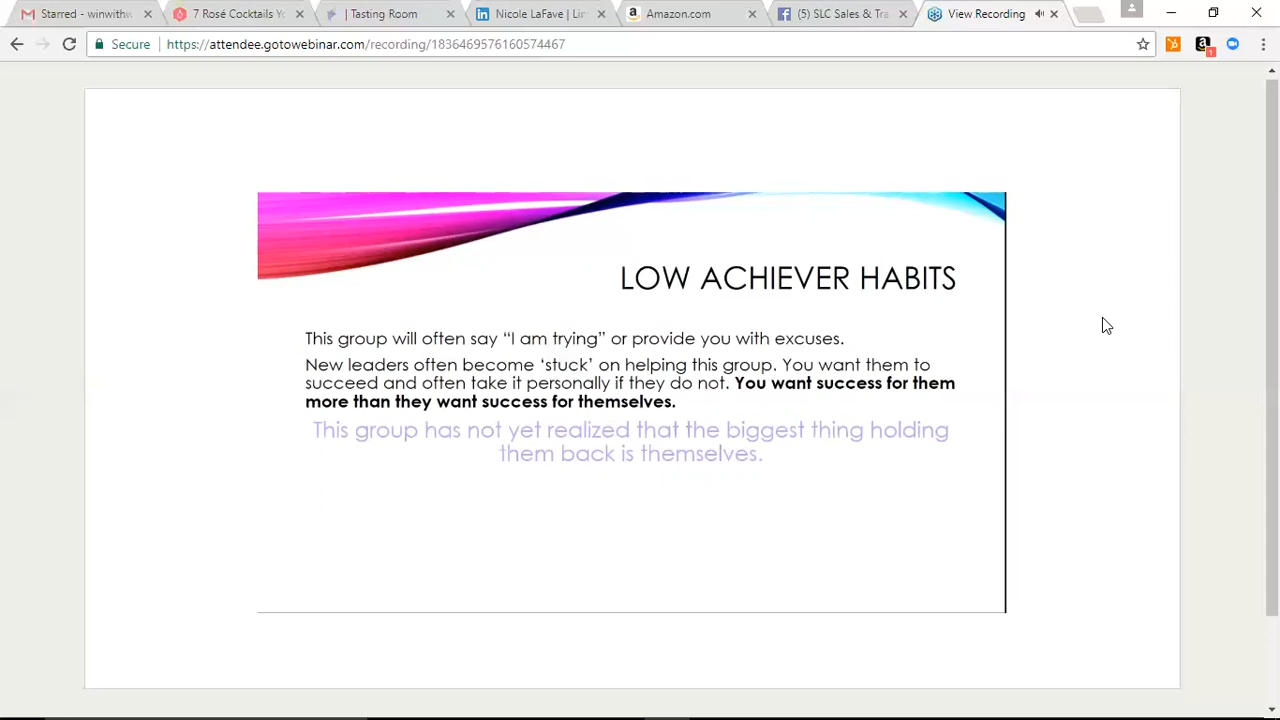 Starred - winwith
7 Rosé Cocktails Yo
| Tasting Room
Nicole LaFave | Lin
Amazon.com
(5) SLC Sales & Tra
View Recording
Secure
https://attendee.gotowebinar.com/recording/1836469576160574467
1
LOW ACHIEVER HABITS
This group will often say “I am trying” or provide you with excuses.
New leaders often become ‘stuck’ on helping this group. You want them to
succeed and often take it personally if they do not. You want success for them
more than they want success for themselves.
This group has not yet realized that the biggest thing holding
them back is themselves.